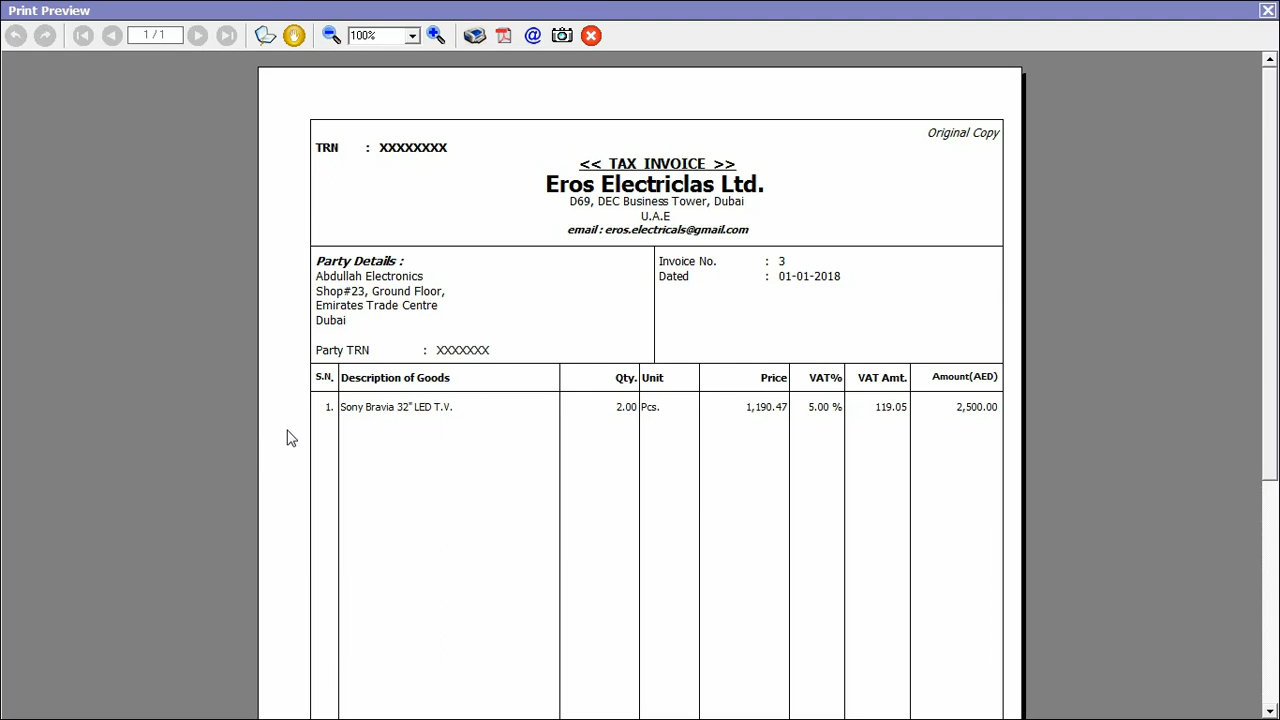 Print Preview
1 / 1
100%
Original Copy
TRN : XXXXXXXX
<< TAX INVOICE >>
Eros Electriclas Ltd.
D69, DEC Business Tower, Dubai
U.A.E
email : eros.electricals@gmail.com
Party Details :
Abdullah Electronics
Shop#23, Ground Floor,
Emirates Trade Centre
Dubai
Party TRN : XXXXXXX
Invoice No. : 3
Dated : 01-01-2018
S.N. Description of Goods Qty. Unit Price VAT% VAT Amt. Amount(AED)
1. Sony Bravia 32" LED T.V. 2.00 Pcs. 1,190.47 5.00 % 119.05 2,500.00